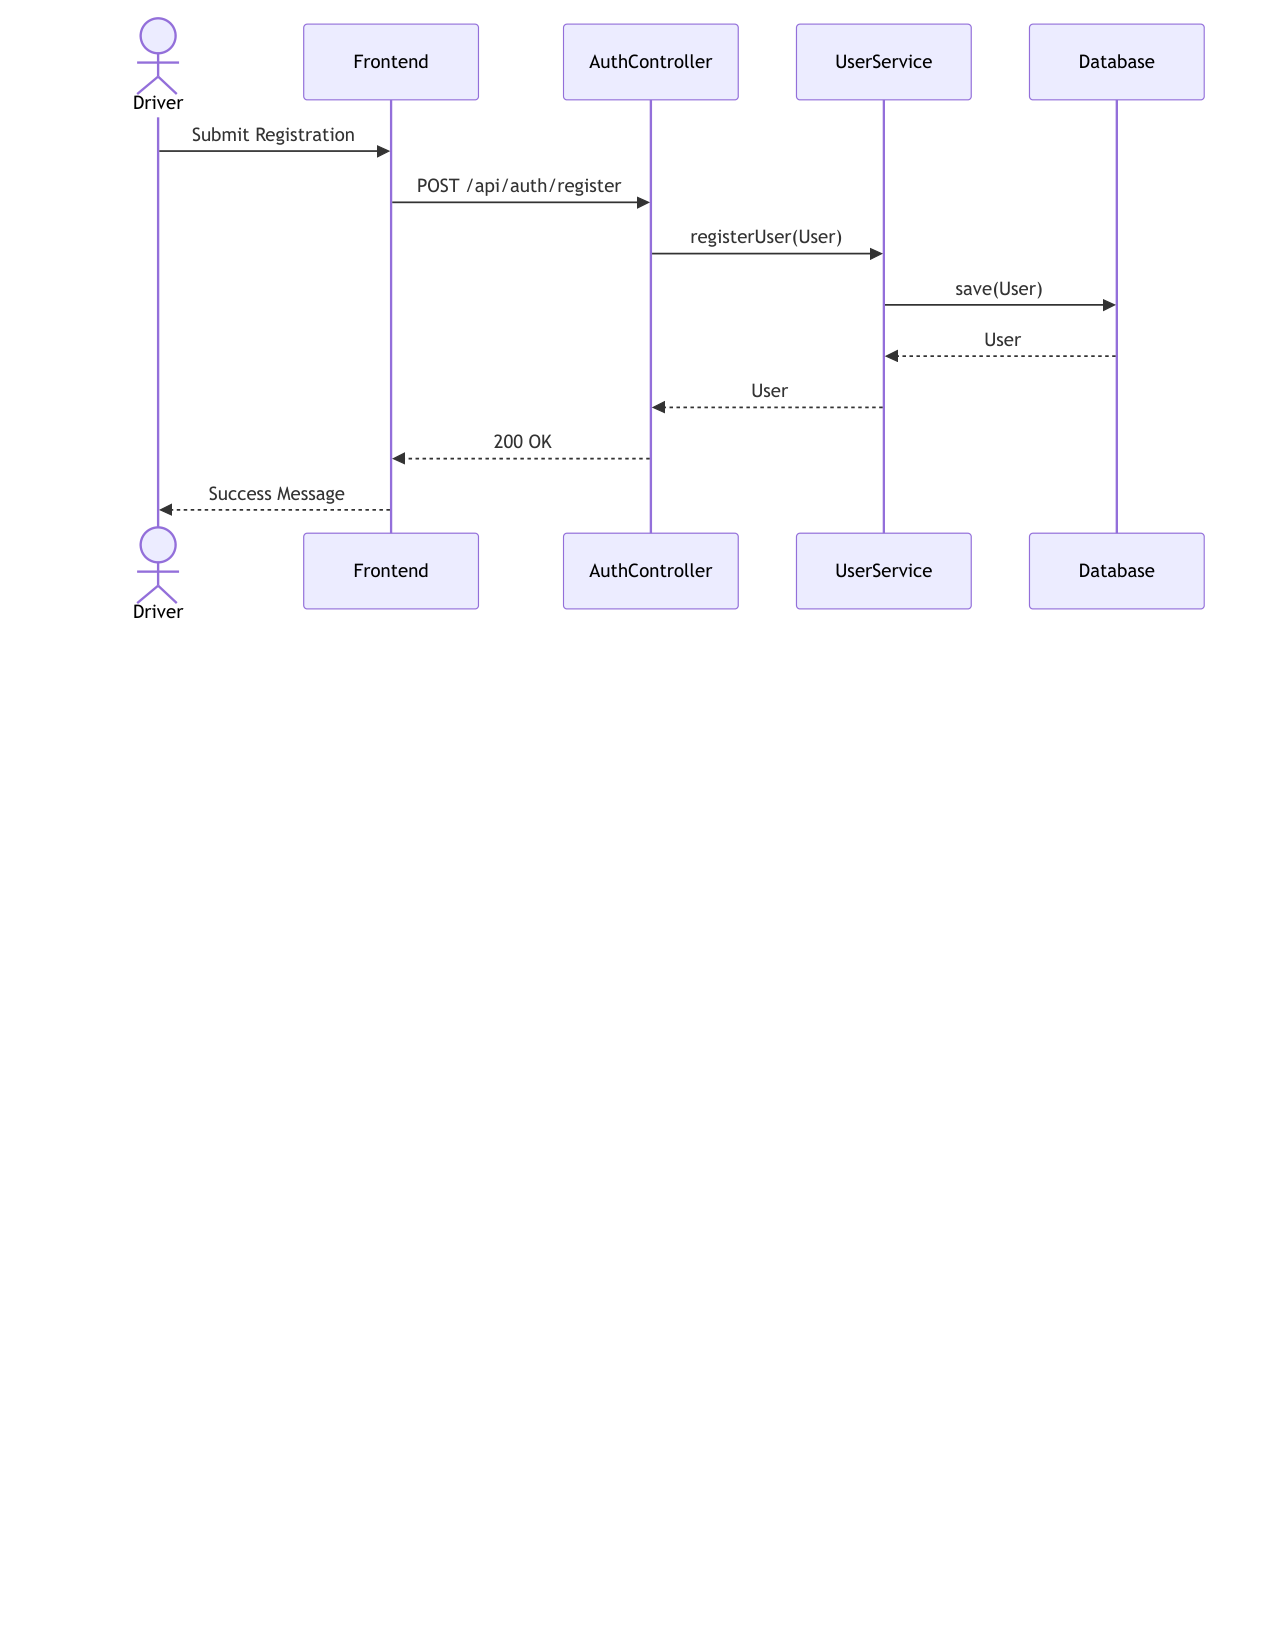 Driver
Frontend
AuthController
UserService
Database
Submit Registration
POST /api/auth/register
registerUser(User)
save(User)
User
User
200 OK
Success Message
Driver
Frontend
AuthController
UserService
Database